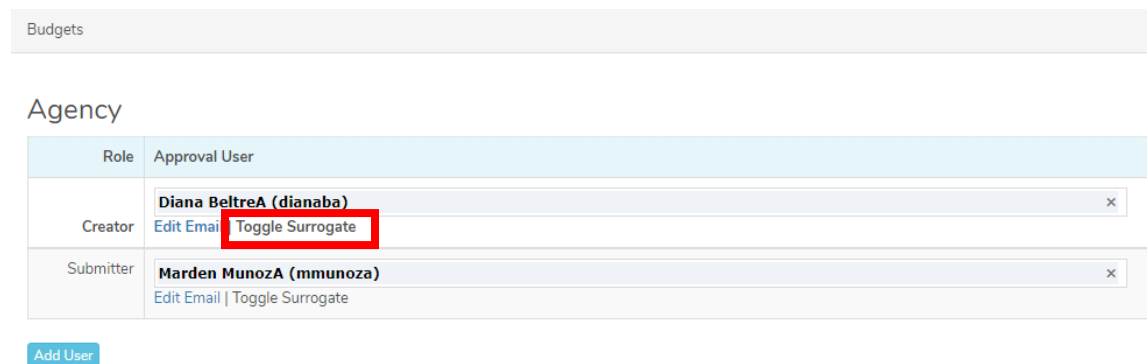 Budgets
Agency
Role Approval User
Diana BeltreA (dianaba) ×
Creator Edit Email | Toggle Surrogate
Submitter Marden MunozA (mmunoza) ×
Edit Email | Toggle Surrogate
Add User